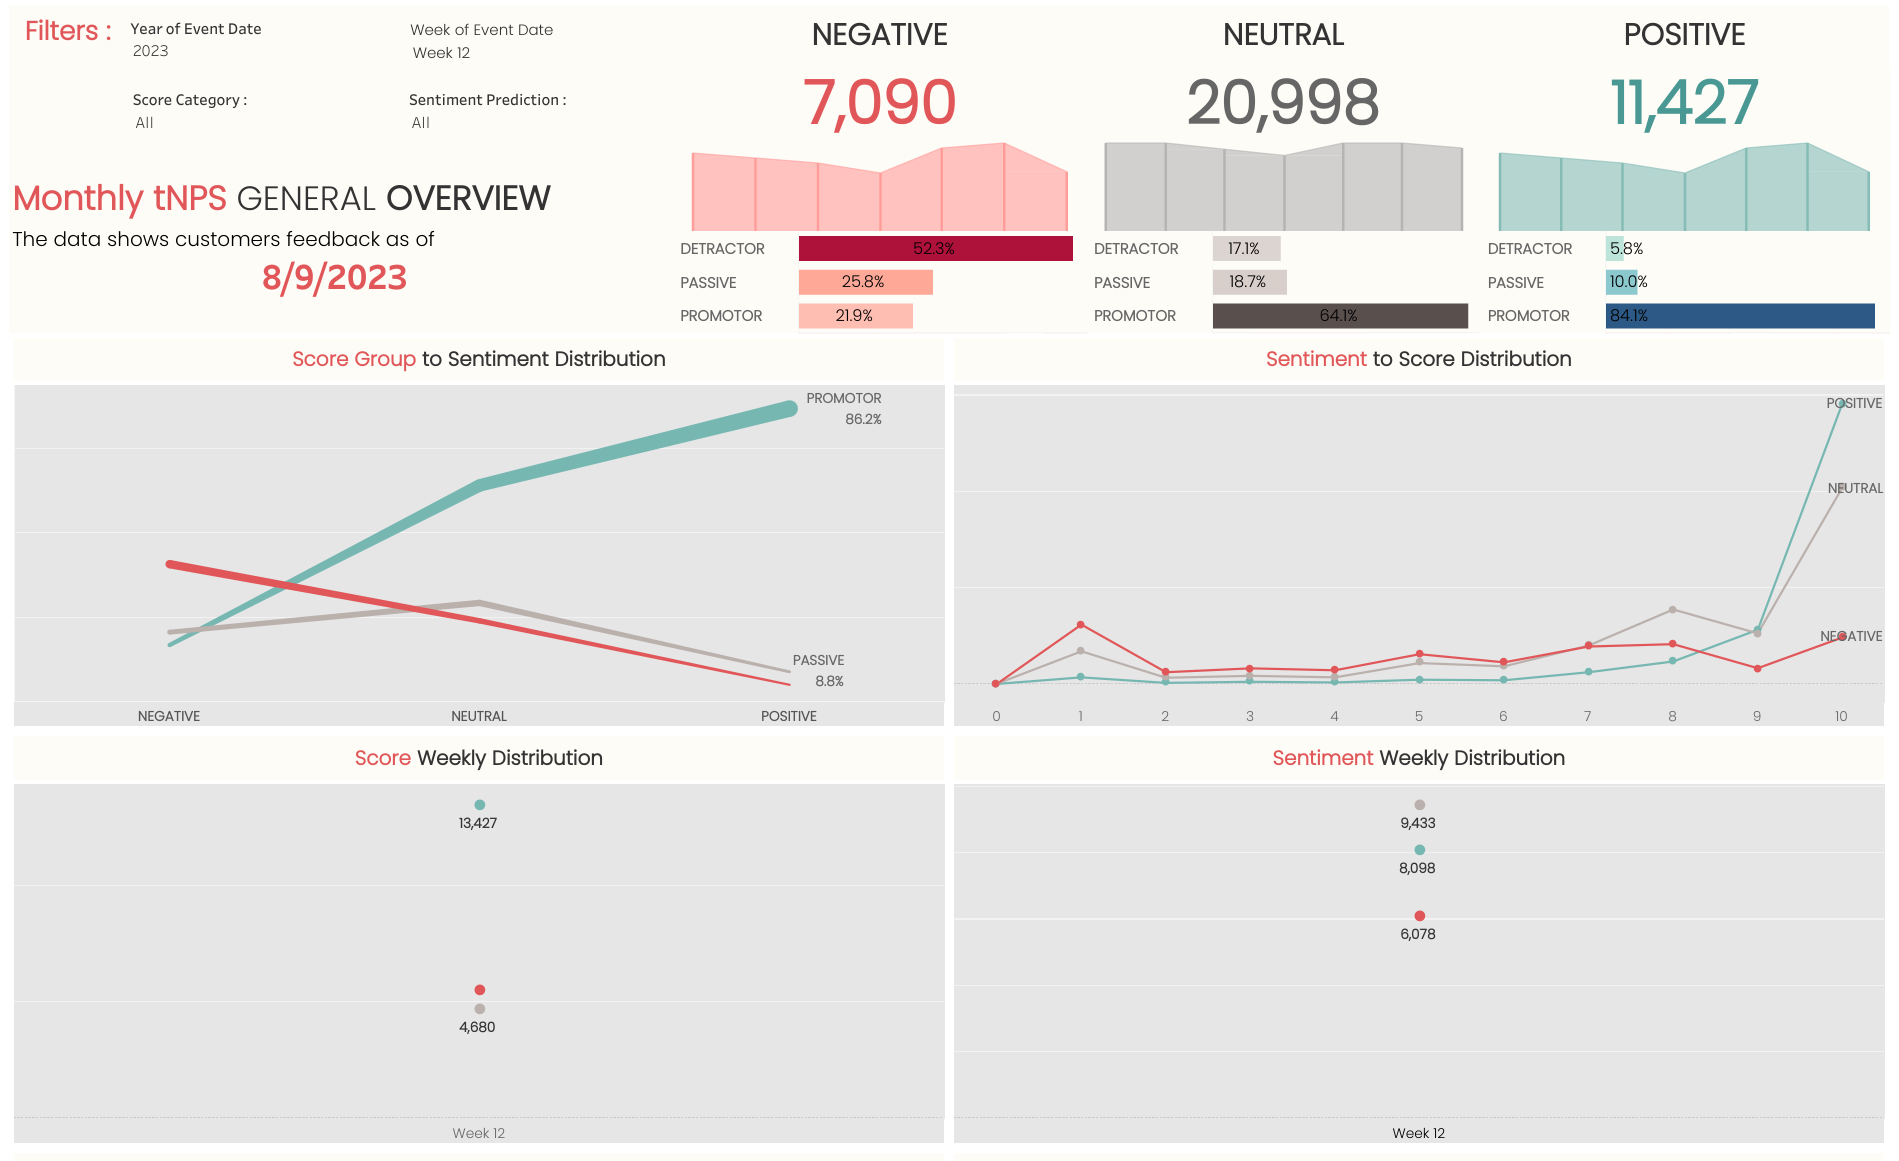 Filters :
Year of Event Date
2023
Week of Event Date
Week 12
Score Category :
All
Sentiment Prediction :
All
Monthly tNPS GENERAL OVERVIEW
The data shows customers feedback as of
8/9/2023
NEGATIVE
7,090
DETRACTOR 52.3%
PASSIVE 25.8%
PROMOTOR 21.9%
NEUTRAL
20,998
DETRACTOR 17.1%
PASSIVE 18.7%
PROMOTOR 64.1%
POSITIVE
11,427
DETRACTOR 5.8%
PASSIVE 10.0%
PROMOTOR 84.1%
Score Group to Sentiment Distribution
PROMOTOR
86.2%
PASSIVE
8.8%
NEGATIVE NEUTRAL POSITIVE
Sentiment to Score Distribution
POSITIVE
NEUTRAL
NEGATIVE
0 1 2 3 4 5 6 7 8 9 10
Score Weekly Distribution
13,427
4,680
Week 12
Sentiment Weekly Distribution
9,433
8,098
6,078
Week 12